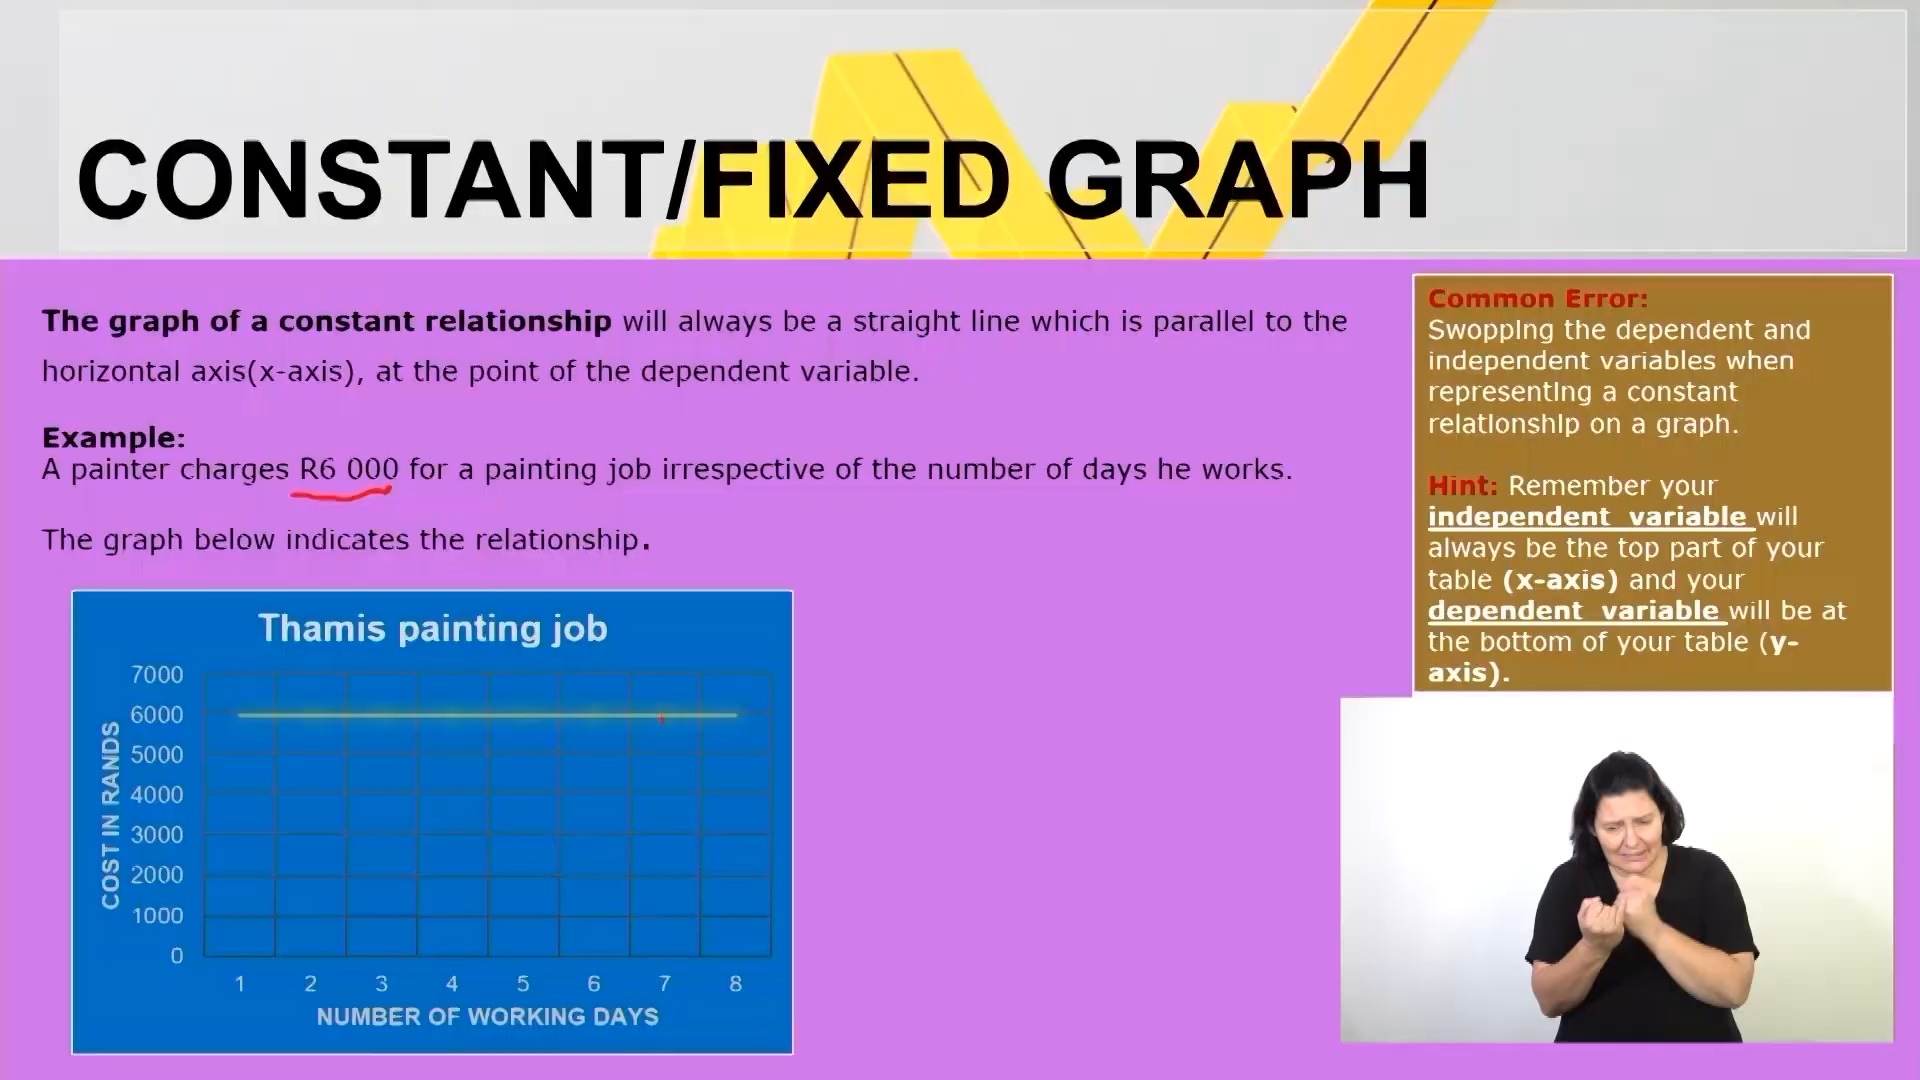 CONSTANT/FIXED GRAPH
The graph of a constant relationship will always be a straight line which is parallel to the
horizontal axis(x-axis), at the point of the dependent variable.
Example:
A painter charges R6 000 for a painting job irrespective of the number of days he works.
The graph below indicates the relationship.
Thamis painting job
COST IN RANDS
7000
6000
5000
4000
3000
2000
1000
0
1 2 3 4 5 6 7 8
NUMBER OF WORKING DAYS
Common Error:
Swopping the dependent and
independent variables when
representing a constant
relationship on a graph.
Hint: Remember your
independent variable will
always be the top part of your
table (x-axis) and your
dependent variable will be at
the bottom of your table (y-
axis).